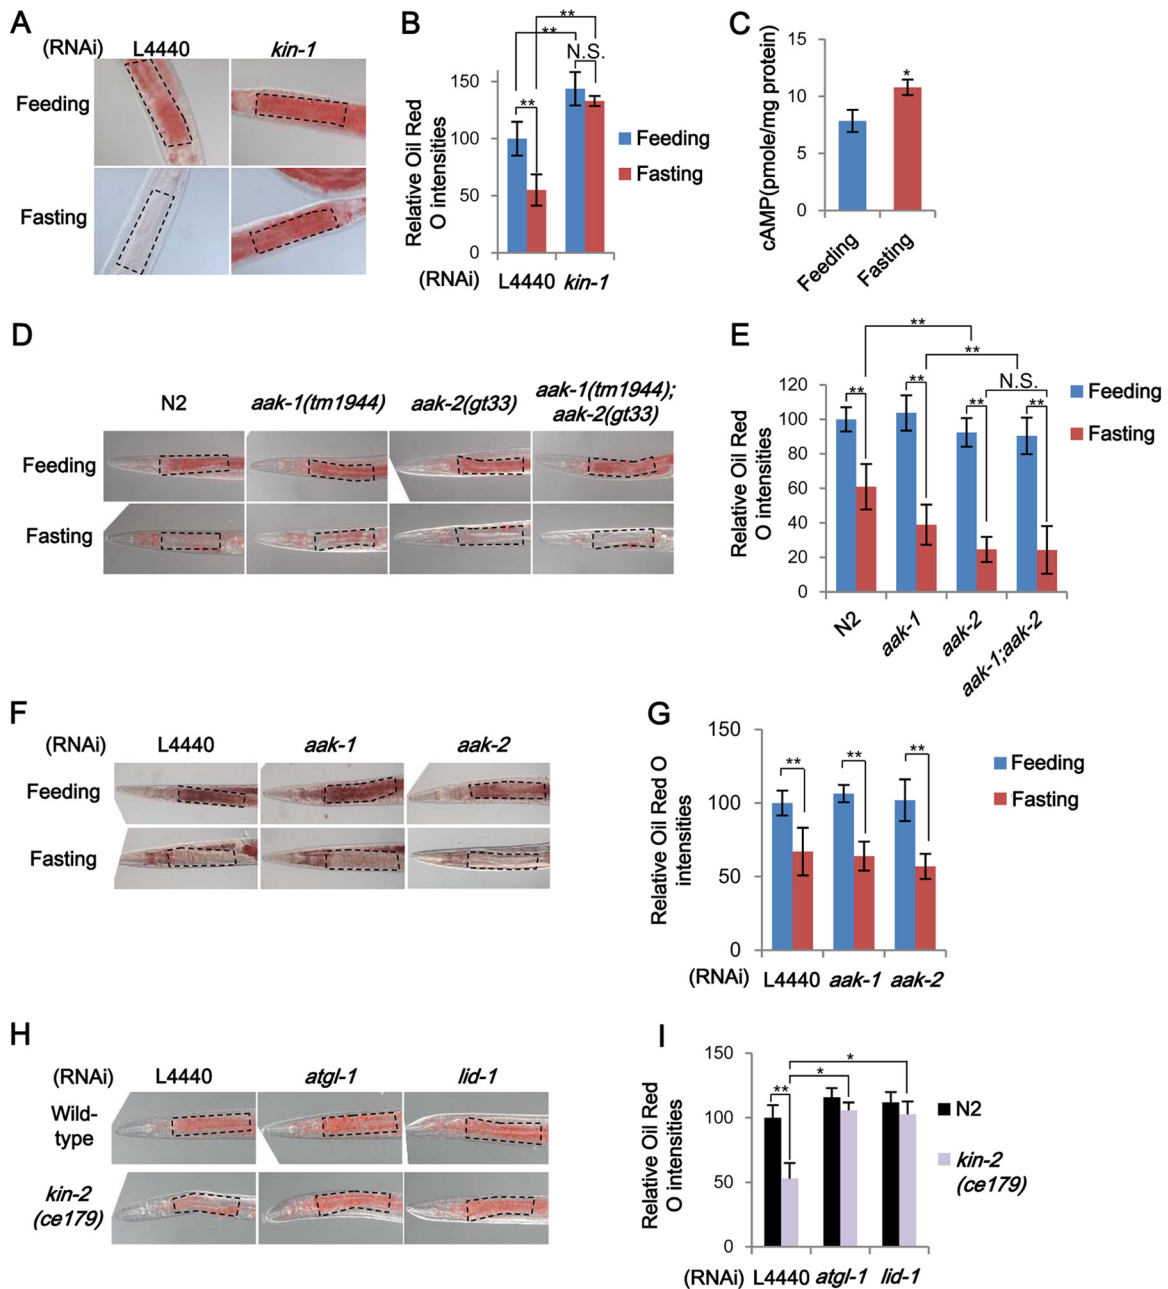 A
(RNAi) L4440 kin-1
Feeding
Fasting
B
**
**
N.S.
**
150
100
50
0
Relative Oil Red
O intensities
Feeding
Fasting
(RNAi) L4440 kin-1
C
15
10
5
0
cAMP(pmole/mg protein)
*
Feeding
Fasting
D
N2 aak-1(tm1944) aak-2(gt33) aak-1(tm1944);
aak-2(gt33)
Feeding
Fasting
E
**
**
N.S.
** ** ** **
120
100
80
60
40
20
0
Relative Oil Red
O intensities
Feeding
Fasting
N2
aak-1
aak-2
aak-1;aak-2
F
(RNAi) L4440 aak-1 aak-2
Feeding
Fasting
G
150
100
50
0
Relative Oil Red O
intensities
** ** **
Feeding
Fasting
(RNAi) L4440 aak-1 aak-2
H
(RNAi) L4440 atgl-1 lid-1
Wild-
type
kin-2
(ce179)
I
150
100
50
0
Relative Oil Red
O intensities
*
*
**
N2
kin-2
(ce179)
(RNAi) L4440 atgl-1 lid-1